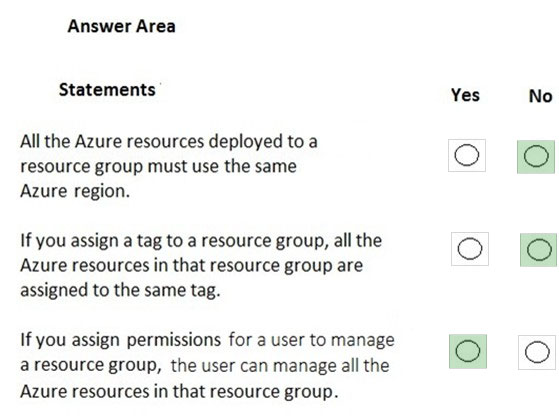 Answer Area
Statements
Yes
No
All the Azure resources deployed to a
resource group must use the same
Azure region.
If you assign a tag to a resource group, all the
Azure resources in that resource group are
assigned to the same tag.
If you assign permissions for a user to manage
a resource group, the user can manage all the
Azure resources in that resource group.